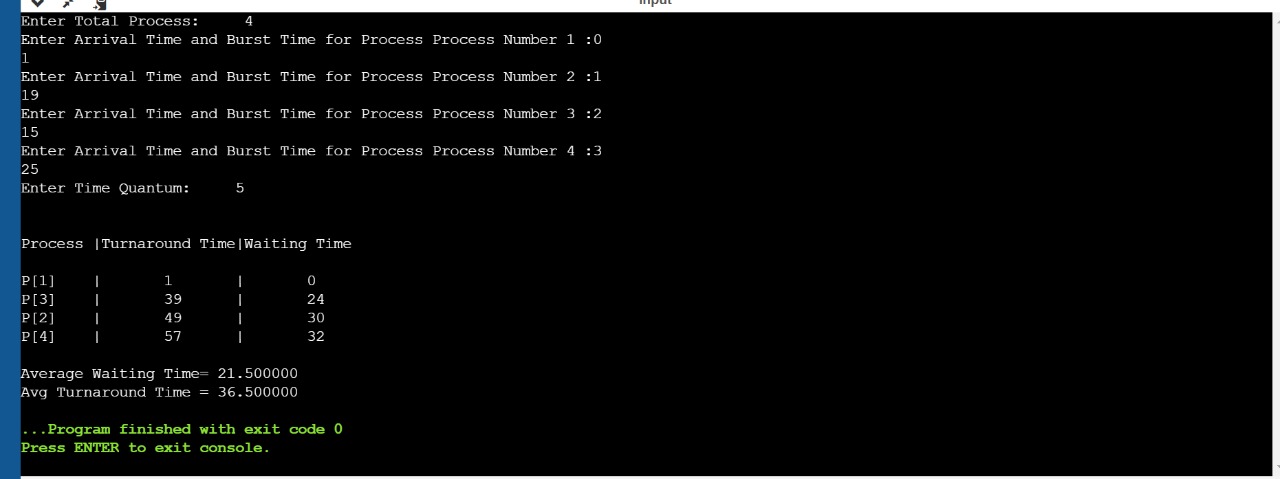 input
Enter Total Process: 4
Enter Arrival Time and Burst Time for Process Process Number 1 :0
1
Enter Arrival Time and Burst Time for Process Process Number 2 :1
19
Enter Arrival Time and Burst Time for Process Process Number 3 :2
15
Enter Arrival Time and Burst Time for Process Process Number 4 :3
25
Enter Time Quantum: 5
Process |Turnaround Time|Waiting Time
P[1] | 1 | 0
P[3] | 39 | 24
P[2] | 49 | 30
P[4] | 57 | 32
Average Waiting Time= 21.500000
Avg Turnaround Time = 36.500000
...Program finished with exit code 0
Press ENTER to exit console.